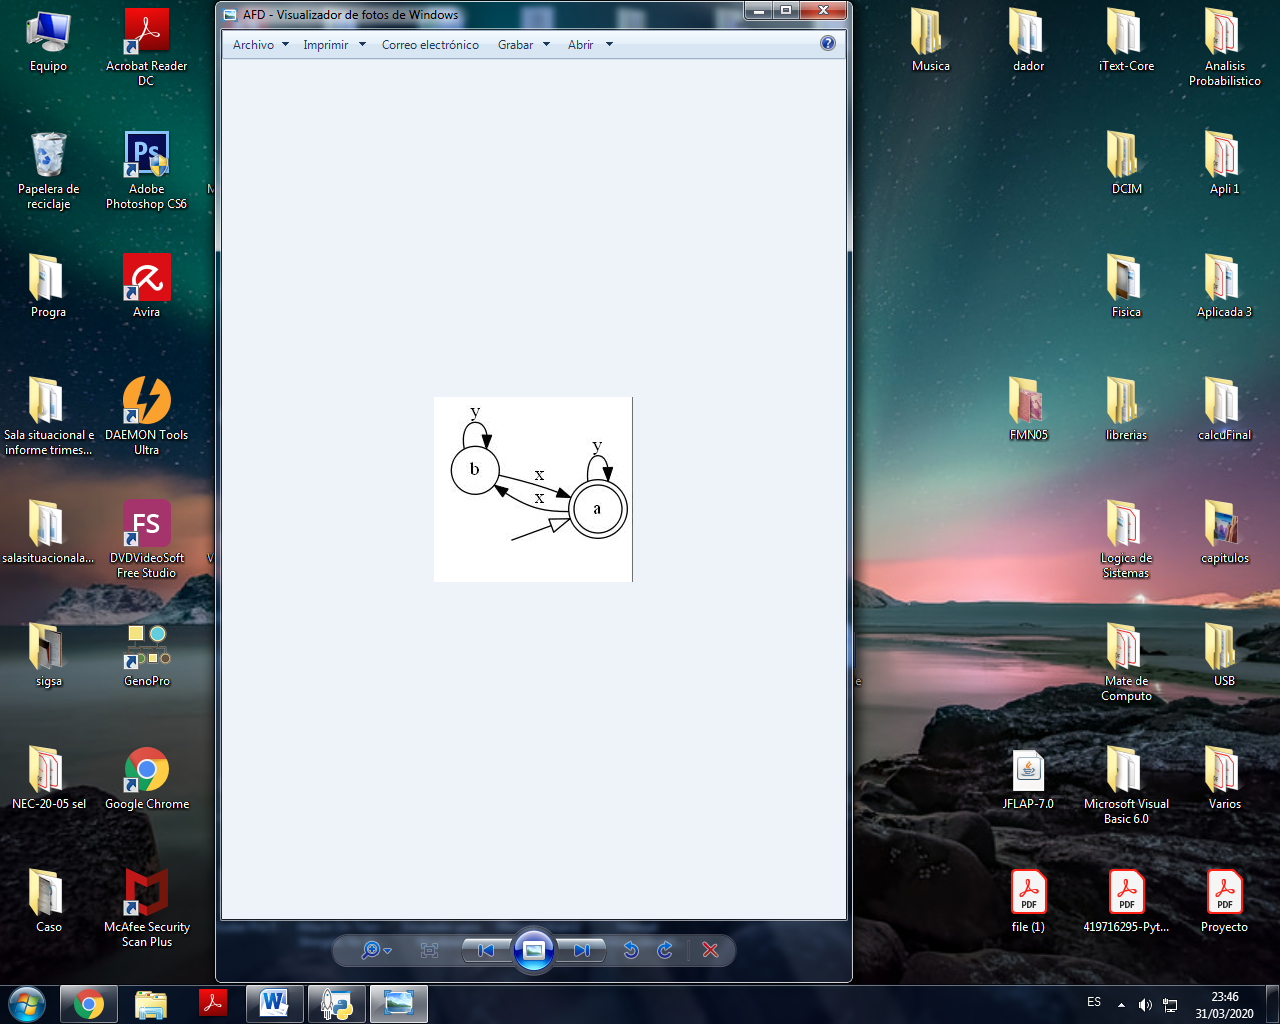 AFD - Visualizador de fotos de Windows
Archivo
Imprimir
Correo electrónico
Grabar
Abrir
Equipo
Acrobat Reader
DC
Papelera de
reciclaje
Adobe
Photoshop CS6
Progra
Avira
Sala situacional e
informe trimes...
DAEMON Tools
Ultra
salasituacionala...
DVDVideoSoft
Free Studio
sigsa
GenoPro
NEC-20-05 sel
Google Chrome
Caso
McAfee Security
Scan Plus
y
b
x
x
y
a
Musica
dador
iText-Core
Analisis
Probabilistico
DCIM
Apli 1
Fisica
Aplicada 3
FMN05
librerias
calcuFinal
Logica de
Sistemas
capitulos
Mate de
Computo
USB
JFLAP-7.0
Microsoft Visual
Basic 6.0
Varios
file (1)
419716295-Pyt...
Proyecto
ES
23:46
31/03/2020